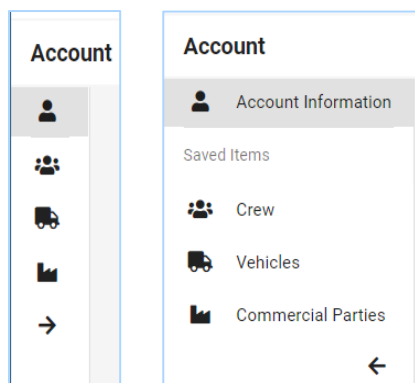 Account
Account
Account Information
Saved Items
Crew
Vehicles
Commercial Parties